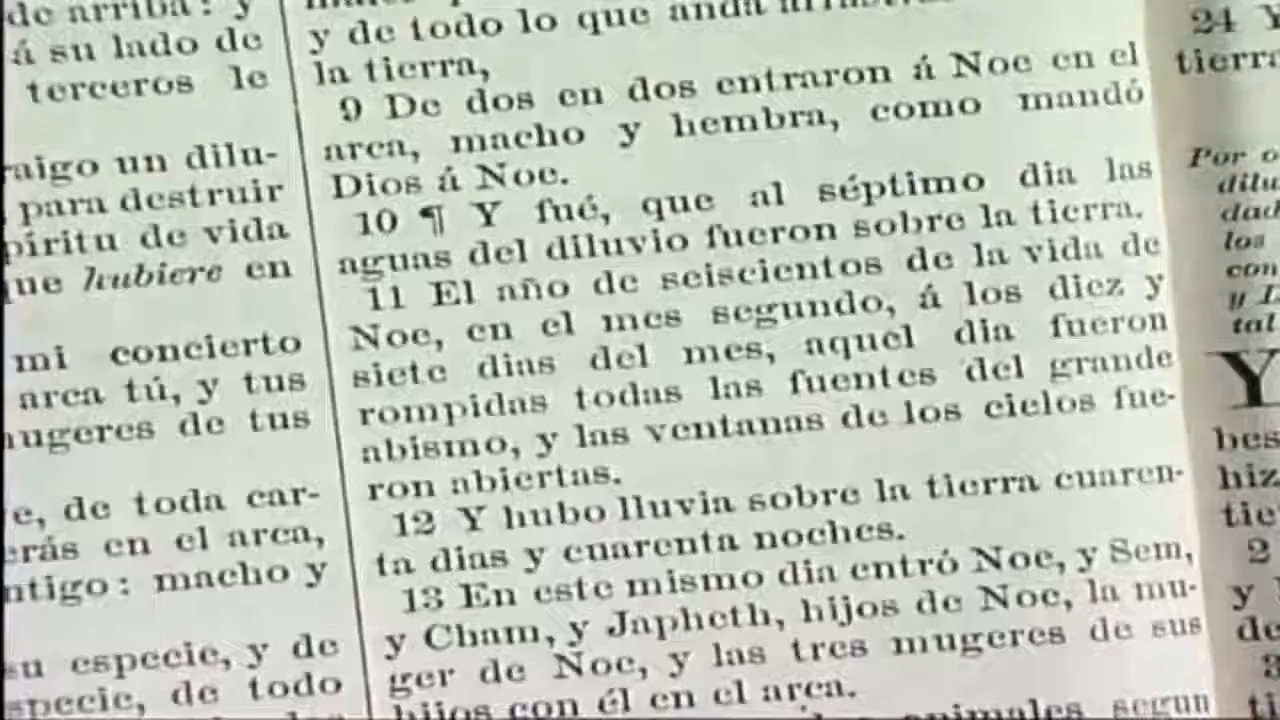 de arriba: y
á su lado de
terceros le
raigo un dilu-
para destruir
píritu de vida
que hubiere en
mi concierto
arca tú, y tus
mugeres de tus
e, de toda car-
erás en el arca,
ntigo: macho y
su especie, y de
specie, de todo
y de todo lo que anda
la tierra,
9 De dos en dos entraron á Noe en el
arca, macho y hembra, como mandó
Dios á Noe.
10 ¶ Y fué, que al séptimo dia las
aguas del diluvio fueron sobre la tierra.
11 El año de seiscientos de la vida de
Noe, en el mes segundo, á los diez y
siete dias del mes, aquel dia fueron
rompidas todas las fuentes del grande
abismo, y las ventanas de los cielos fue-
ron abiertas.
12 Y hubo lluvia sobre la tierra cuaren-
ta dias y cuarenta noches.
13 En este mismo dia entró Noe, y Sem,
y Cham, y Japheth, hijos de Noe, la mu-
ger de Noe, y las tres mugeres de sus
hijos con él en el arca.
animales segun
24 Y
tierra
Por o
dilu
dad
los
con
y L
tal
Y
bes
hiz
tie
2
y
de
3
ti